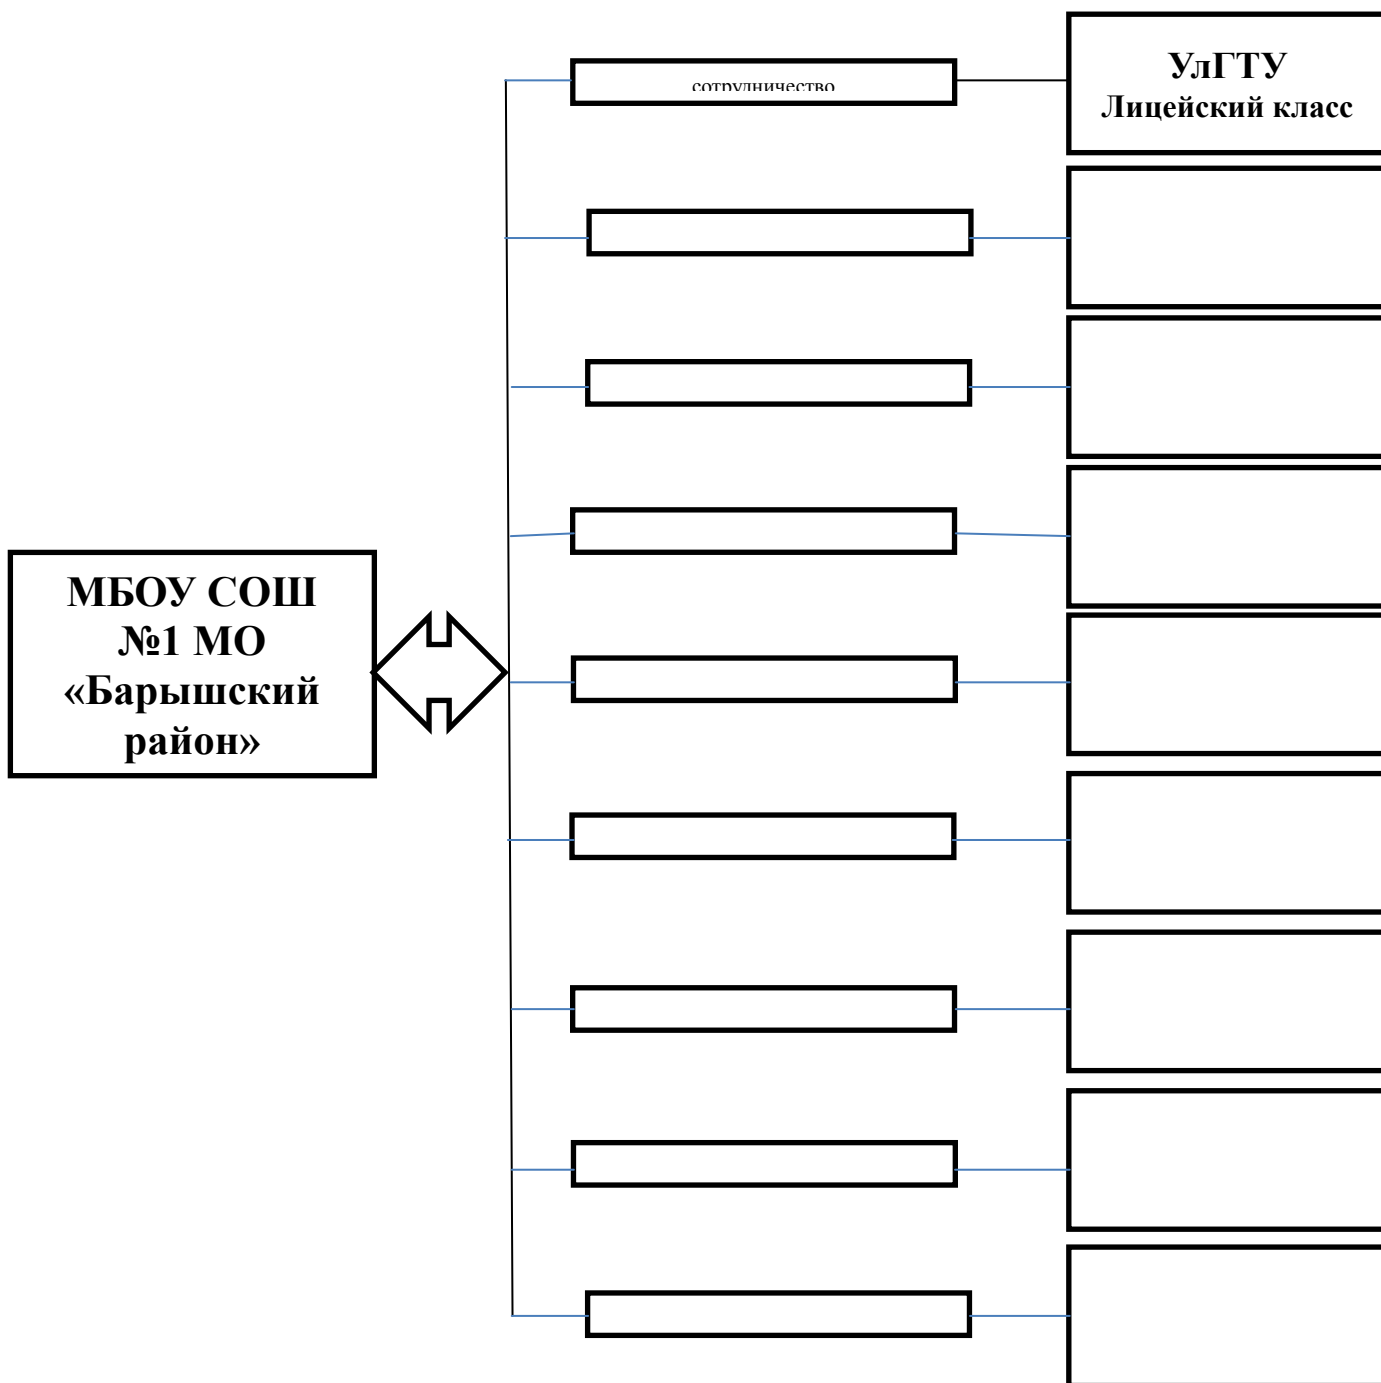 сотрудничество
УлГТУ
Лицейский класс
МБОУ СОШ
№1 МО
«Барышский
район»